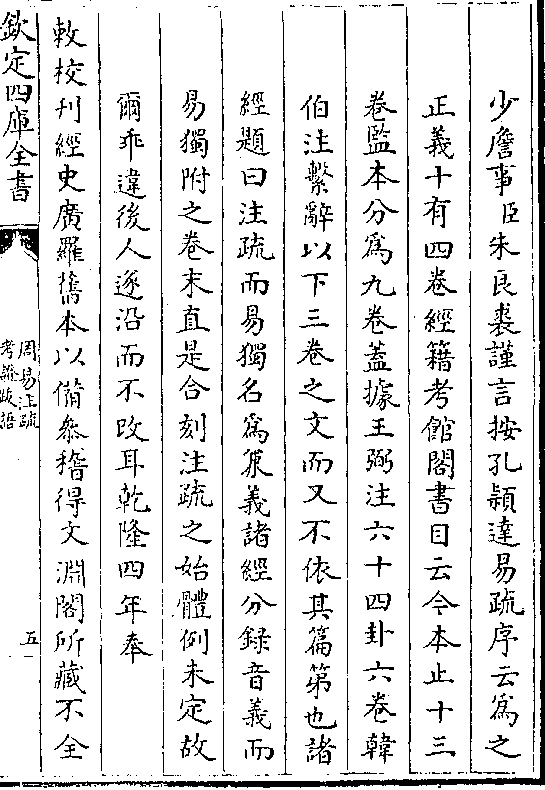 少詹事臣朱良裘謹言按孔穎達易疏序云為之
正義十有四卷經籍考館閣書目云今本止十三
卷監本分為九卷蓋據王弼注六十四卦六卷韓
伯注繫辭以下三卷之文而又不依其篇第也諸
經題曰注疏而易獨名為兼義諸經分録音義而
易獨附之卷末直是合刻注疏之始體例未定故
爾乖違後人遂沿而不改耳乾隆四年奉
敕校刊經史廣羅舊本以備參稽得文淵閣所藏不全
欽定四庫全書
周易注疏
考證跋語
五